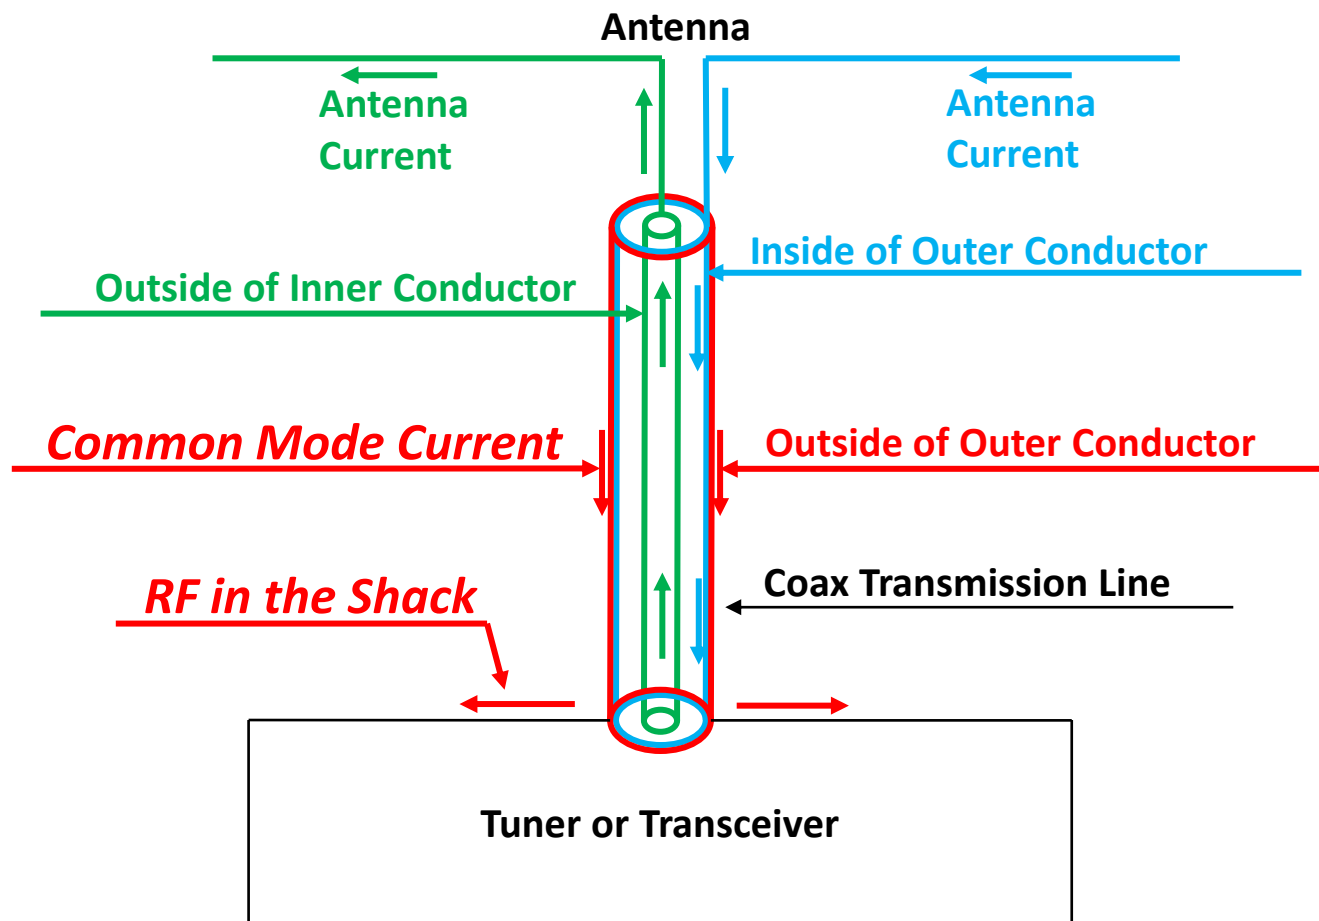 Antenna
Antenna
Current
Antenna
Current
Inside of Outer Conductor
Outside of Inner Conductor
Common Mode Current
Outside of Outer Conductor
RF in the Shack
Coax Transmission Line
Tuner or Transceiver